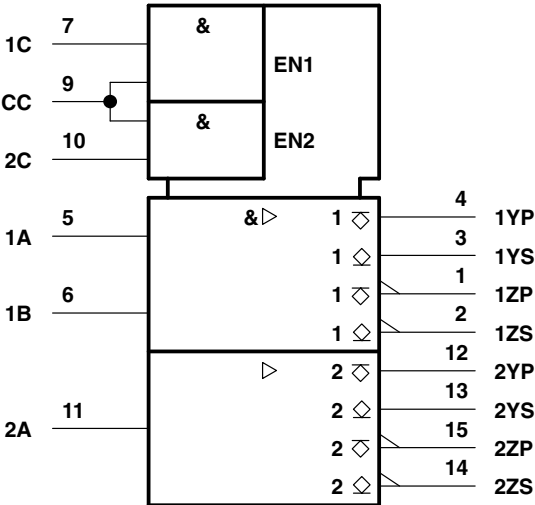 7 &
1C
EN1
9
CC
&
10 EN2
2C
4
5 & 1 1YP
1A 3
1 1YS
1
6 1 1ZP
1B 2
1 1ZS
12
2 2YP
11 13
2A 2 2YS
15
2 2ZP
14
2 2ZS